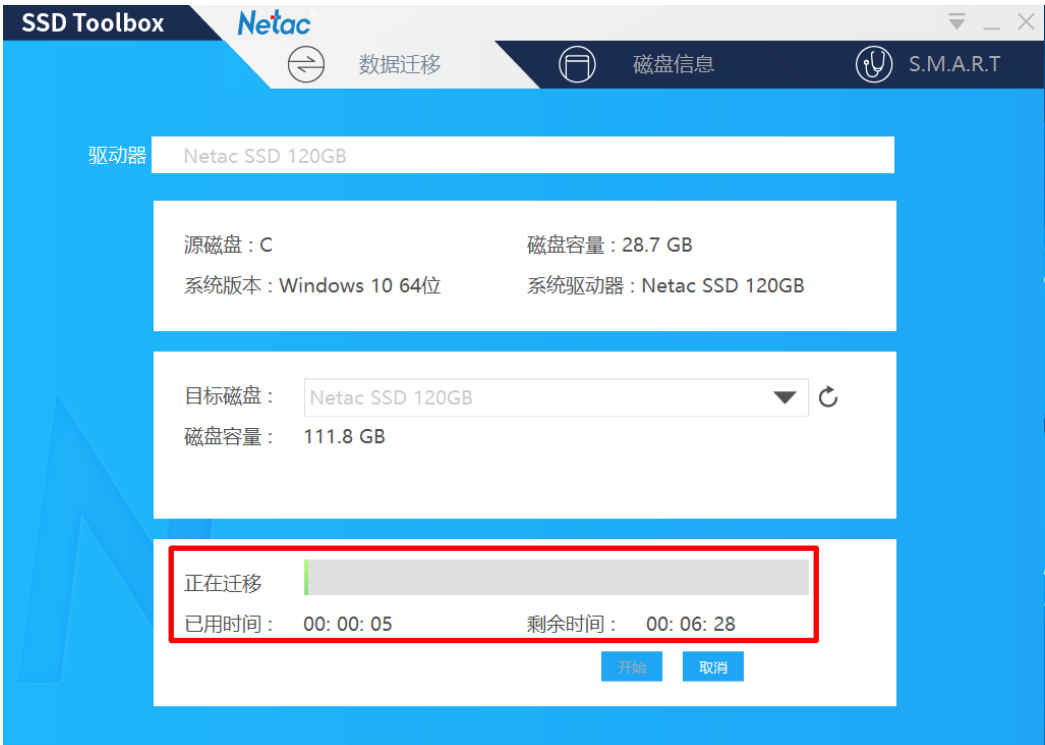 SSD Toolbox Netac
数据迁移 磁盘信息 S.M.A.R.T
驱动器 Netac SSD 120GB
源磁盘：C 磁盘容量：28.7 GB
系统版本：Windows 10 64位 系统驱动器：Netac SSD 120GB
目标磁盘： Netac SSD 120GB
磁盘容量： 111.8 GB
正在迁移
已用时间： 00: 00: 05 剩余时间： 00: 06: 28
开始 取消